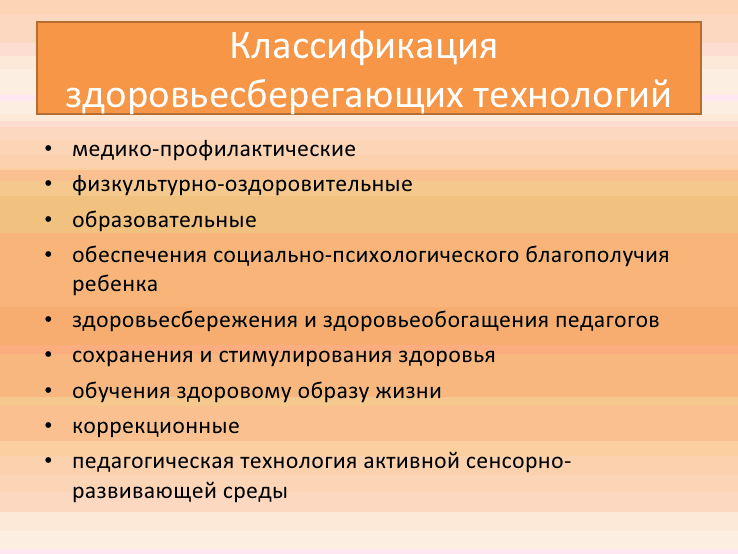 Классификация
здоровьесберегающих технологий
• медико-профилактические
• физкультурно-оздоровительные
• образовательные
• обеспечения социально-психологического благополучия
ребенка
• здоровьесбережения и здоровьеобогащения педагогов
• сохранения и стимулирования здоровья
• обучения здоровому образу жизни
• коррекционные
• педагогическая технология активной сенсорно-
развивающей среды